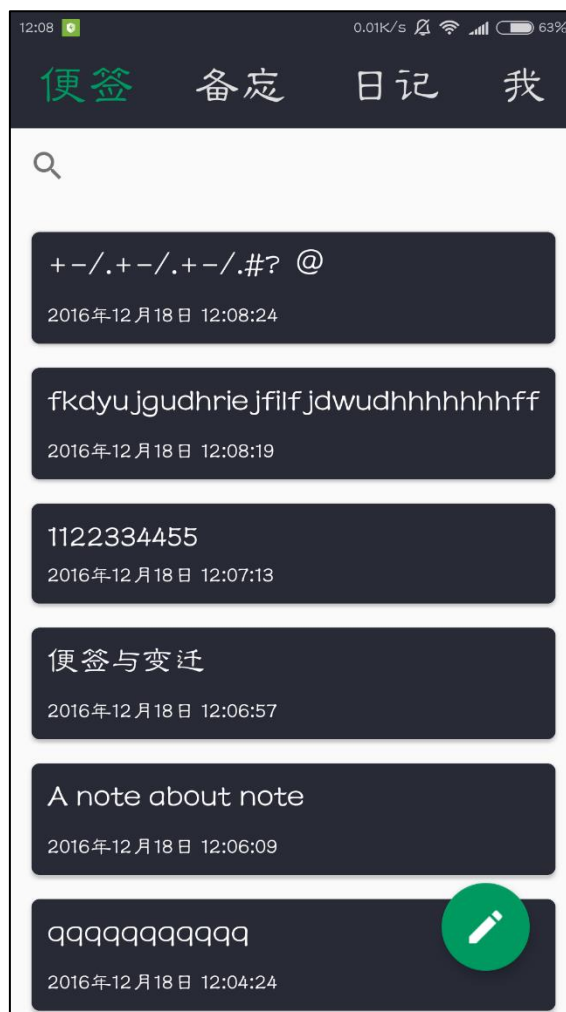 12:08 0.01K/s 63%
便签 备忘 日记 我
+-/.+-/.+-/.#? @
2016年12月18日 12:08:24
fkdyujgudhriejfilfjdwudhhhhhhhff
2016年12月18日 12:08:19
1122334455
2016年12月18日 12:07:13
便签与变迁
2016年12月18日 12:06:57
A note about note
2016年12月18日 12:06:09
qqqqqqqqqqq
2016年12月18日 12:04:24